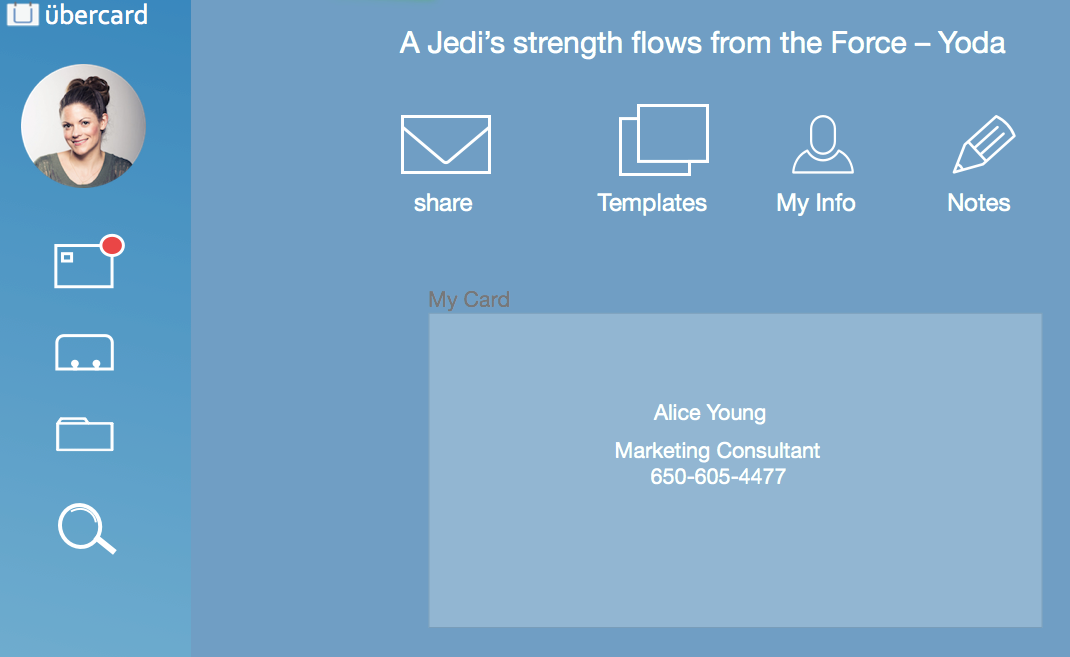 übercard
A Jedi’s strength flows from the Force – Yoda
share
Templates
My Info
Notes
My Card
Alice Young
Marketing Consultant
650-605-4477